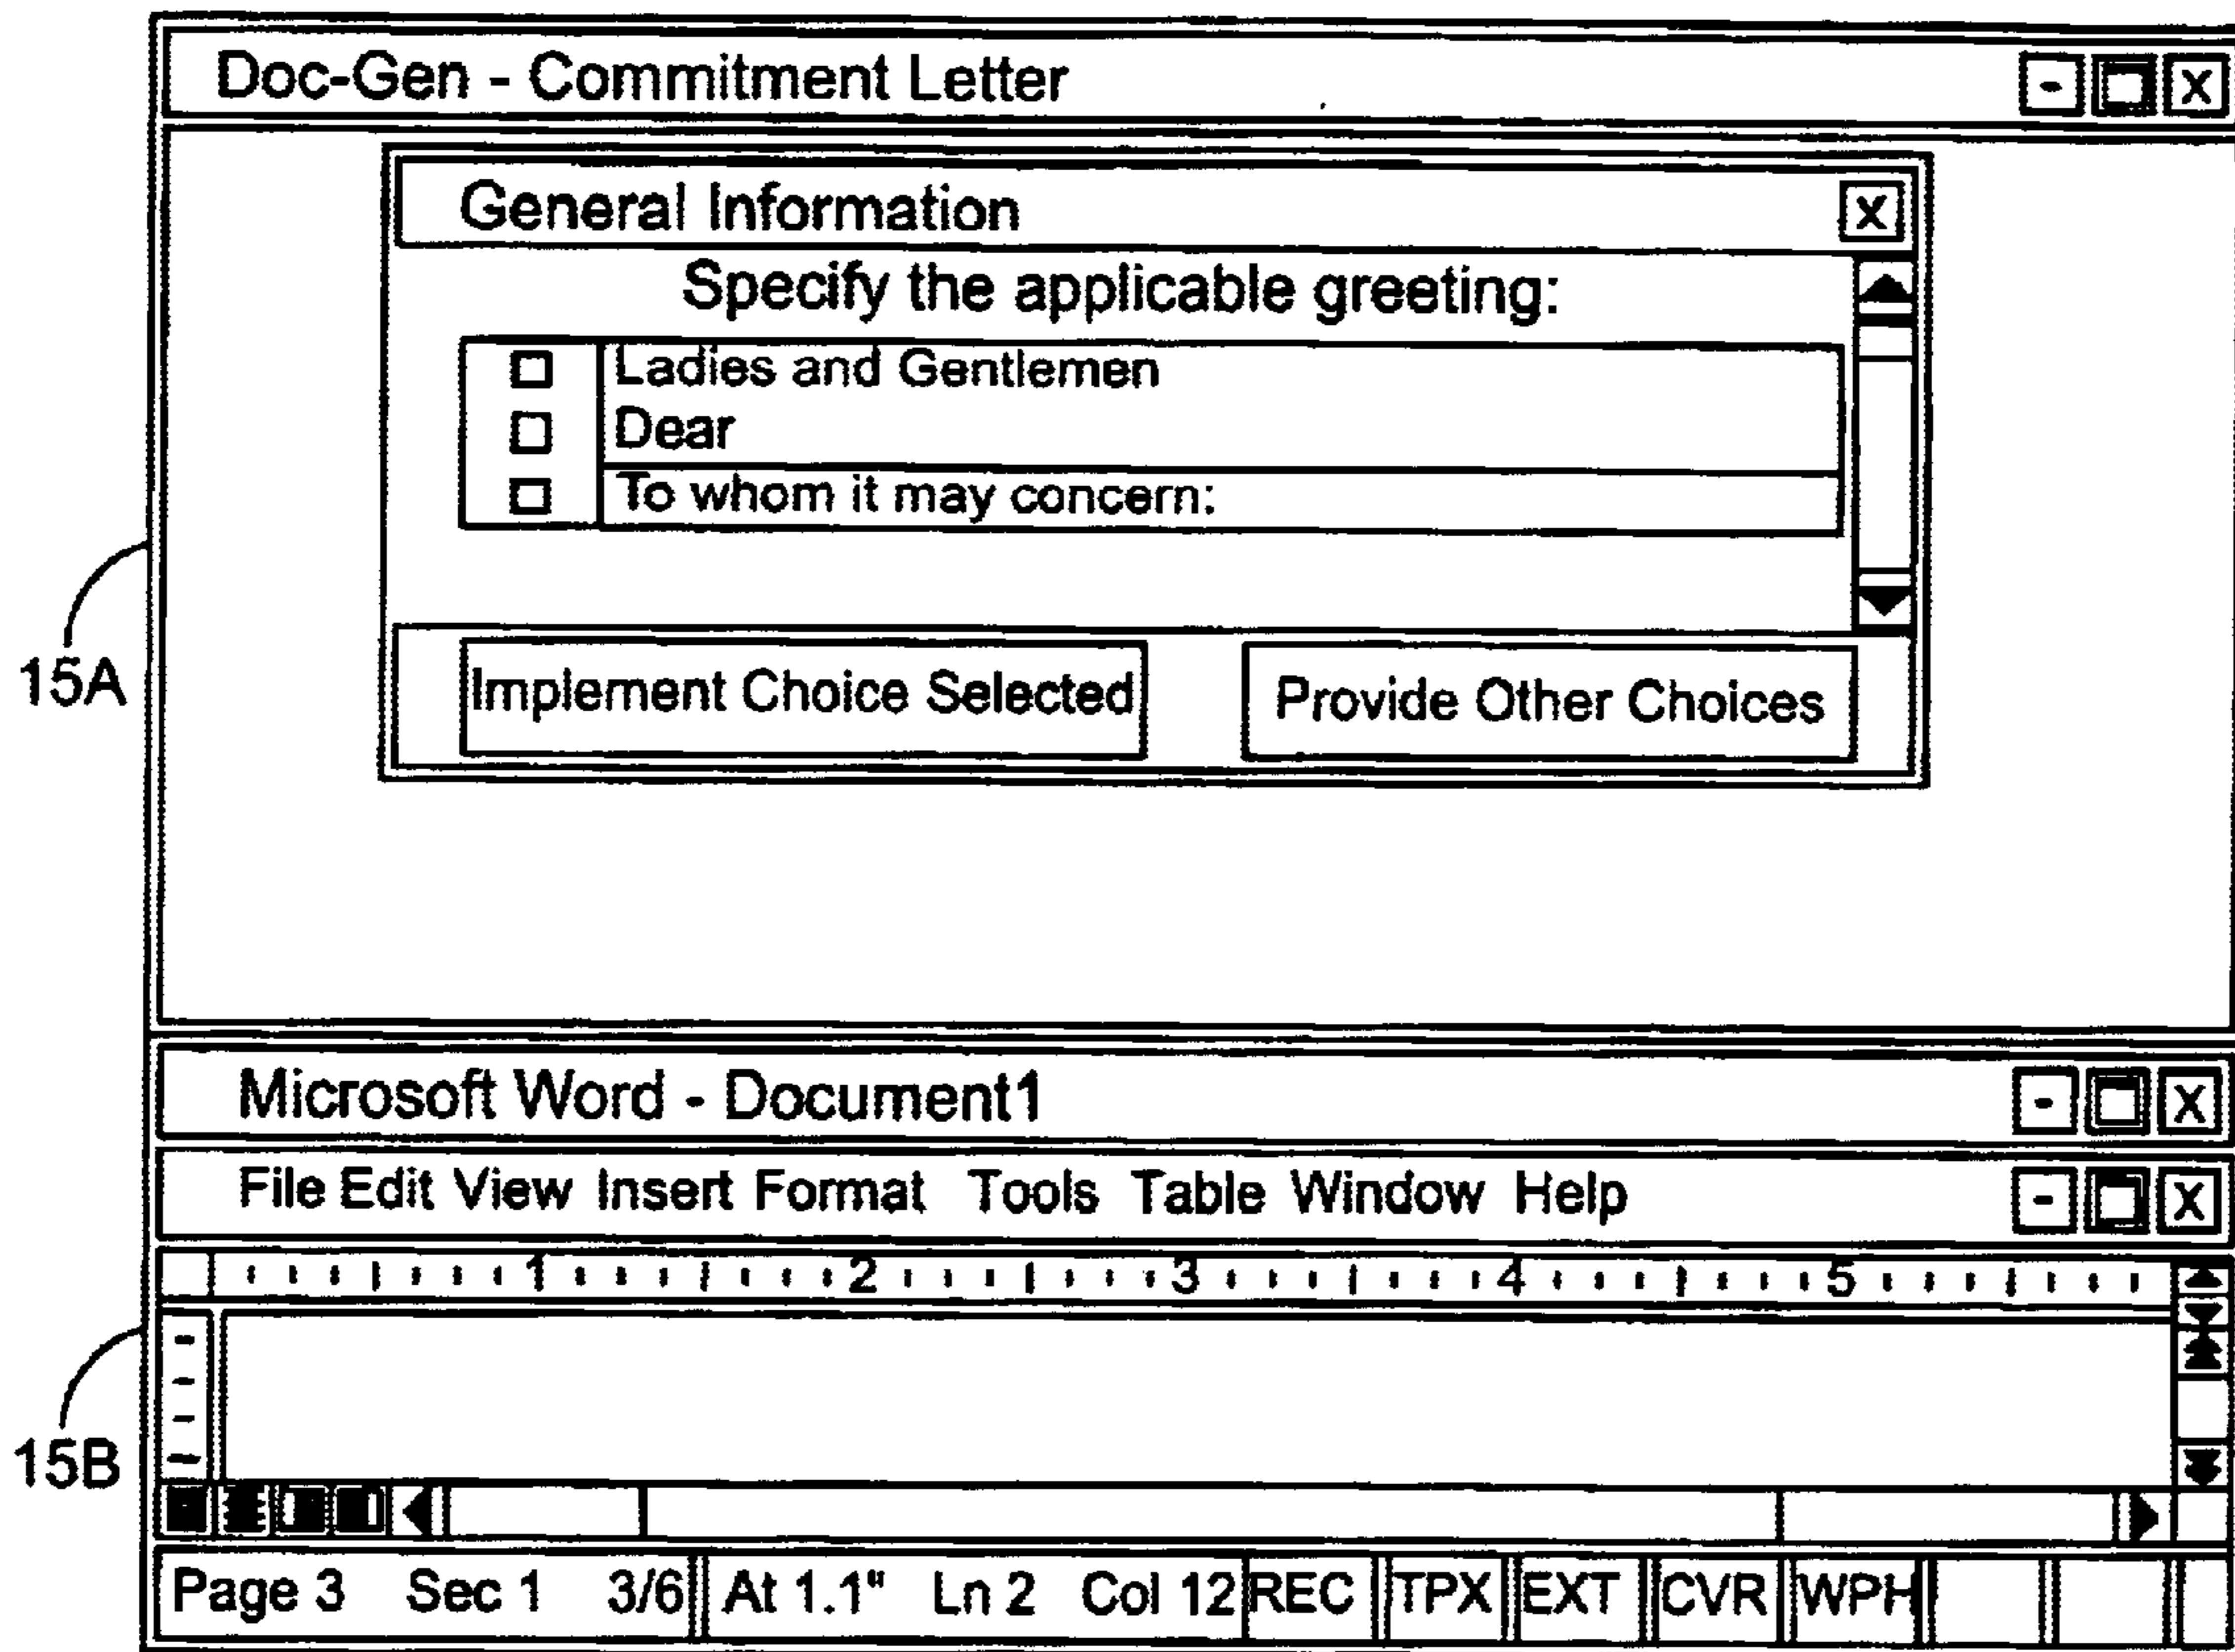 Doc-Gen - Commitment Letter - X
General Information X
Specify the applicable greeting:
Ladies and Gentlemen
Dear
To whom it may concern:
15A
Implement Choice Selected Provide Other Choices
Microsoft Word - Document1 - X
File Edit View Insert Format Tools Table Window Help - X
1 2 3 4 5
15B
Page 3 Sec 1 3/6 At 1.1" Ln 2 Col 12 REC TPX EXT CVR WPH